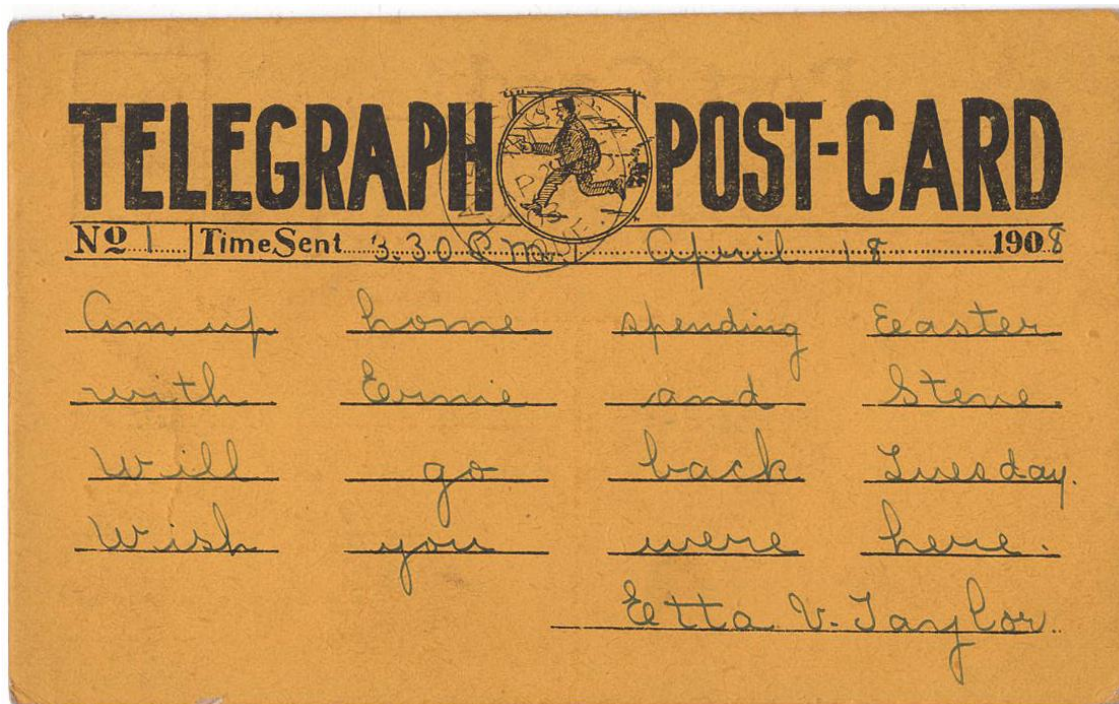 TELEGRAPH POST-CARD
No 1 Time Sent 3.30 P.M. April 18 1908
Am up home spending Easter
with Ernie and Steve.
Will go back Tuesday.
Wish you were here.
Etta V. Taylor.